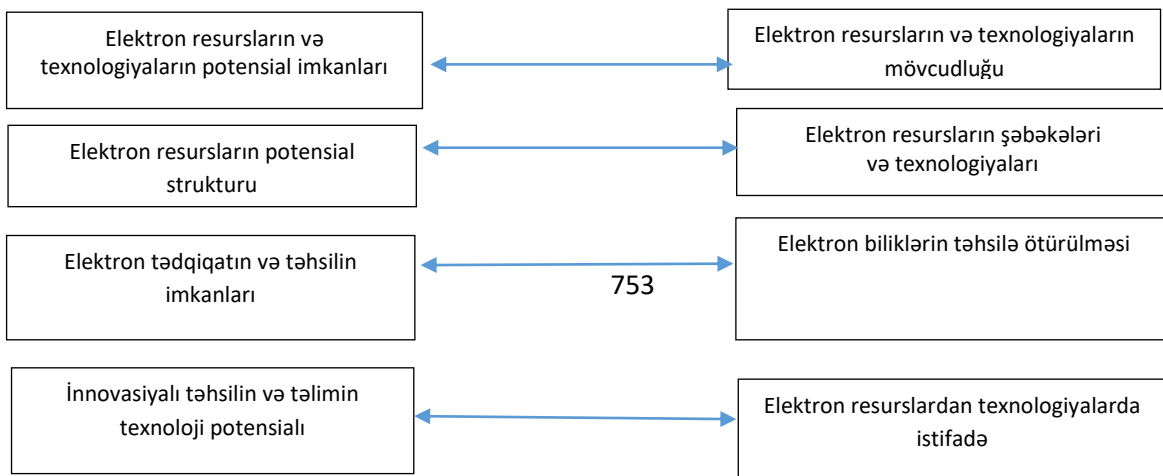 Elektron resursların və
texnologiyaların potensial imkanları
Elektron resursların və texnologiyaların
mövcudluğu
Elektron resursların potensial
strukturu
Elektron resursların şəbəkələri
və texnologiyaları
Elektron tədqiqatın və təhsilin
imkanları
753
Elektron biliklərin təhsilə ötürülməsi
İnnovasiyalı təhsilin və təlimin
texnoloji potensialı
Elektron resurslardan texnologiyalarda
istifadə